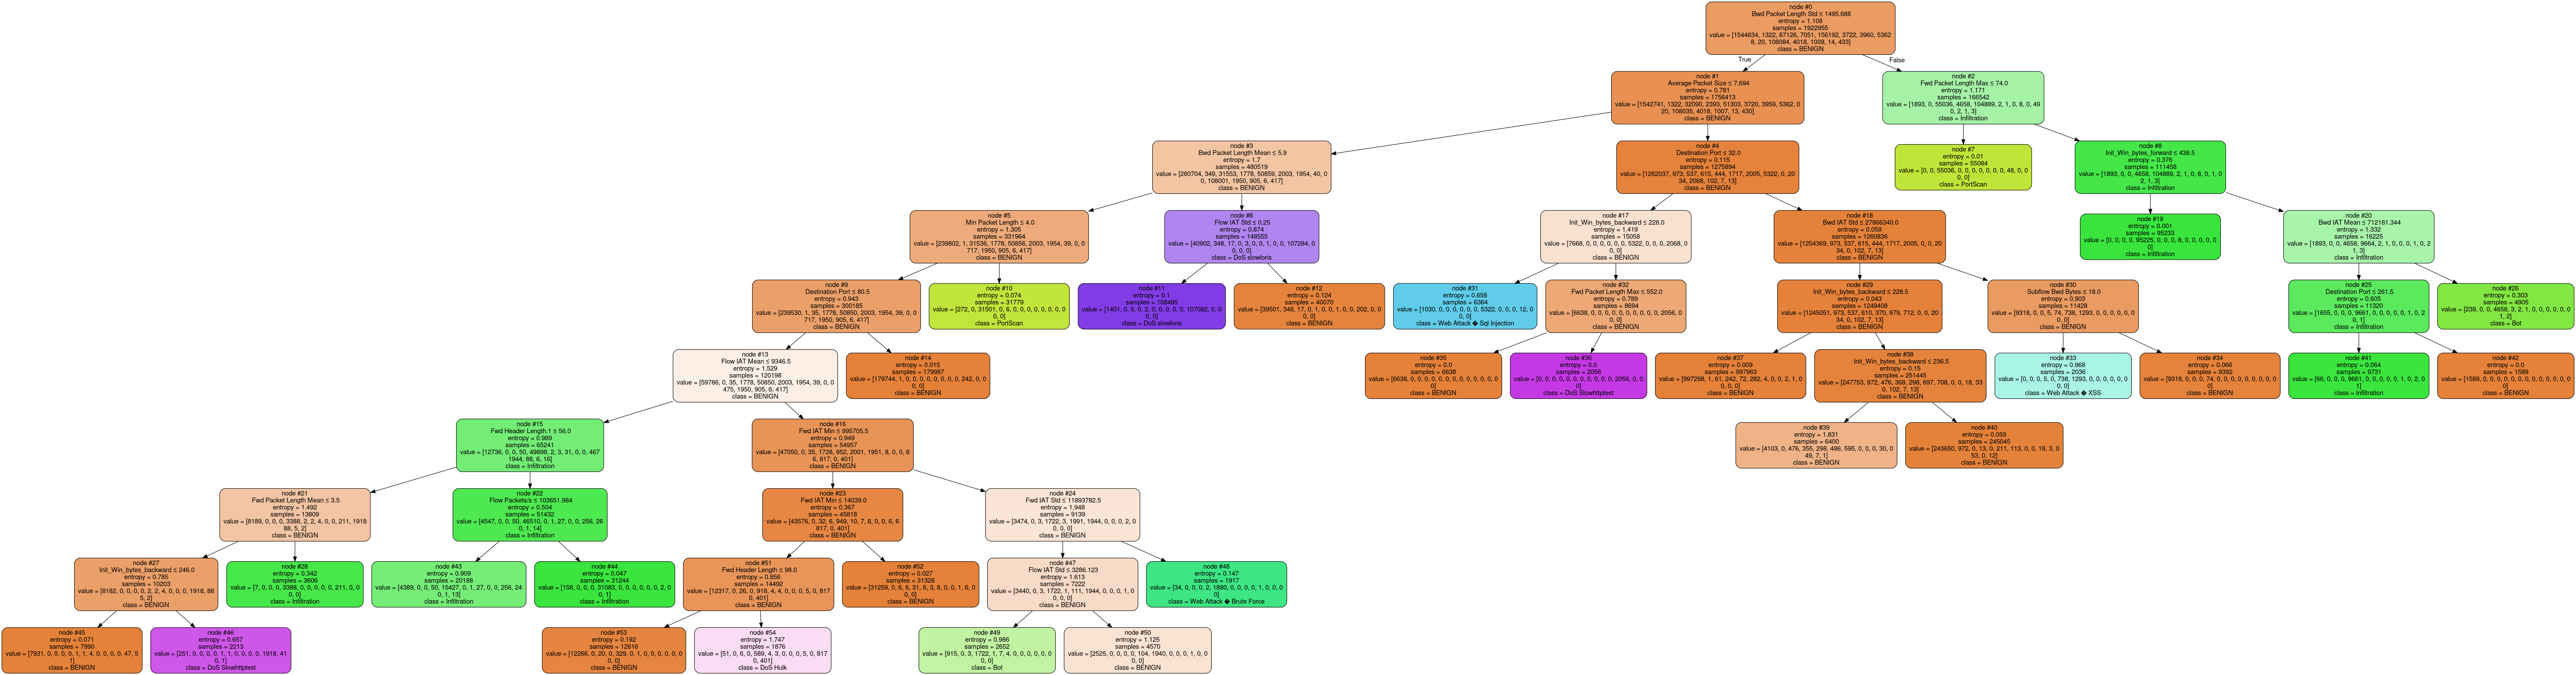 node #0
Bwd Packet Length Std ≤ 1495.688
entropy = 1.108
samples = 1922955
value = [1544634, 1322, 87126, 7051, 156192, 3722, 3960, 5362
8, 20, 108084, 4018, 1009, 14, 433]
class = BENIGN
True
False
node #1
Average Packet Size ≤ 7.694
entropy = 0.781
samples = 1756413
value = [1542741, 1322, 32090, 2393, 51303, 3720, 3959, 5362, 0
20, 108035, 4018, 1007, 13, 430]
class = BENIGN
node #2
Fwd Packet Length Max ≤ 74.0
entropy = 1.171
samples = 166542
value = [1893, 0, 55036, 4658, 104889, 2, 1, 0, 8, 0, 49
0, 2, 1, 3]
class = Infiltration
node #3
Bwd Packet Length Mean ≤ 5.9
entropy = 1.7
samples = 480519
value = [280704, 349, 31553, 1778, 50859, 2003, 1954, 40, 0
0, 108001, 1950, 905, 6, 417]
class = BENIGN
node #4
Destination Port ≤ 32.0
entropy = 0.115
samples = 1275894
value = [1262037, 973, 537, 615, 444, 1717, 2005, 5322, 0, 20
34, 2068, 102, 7, 13]
class = BENIGN
node #7
entropy = 0.01
samples = 55084
value = [0, 0, 55036, 0, 0, 0, 0, 0, 0, 0, 48, 0, 0
0, 0]
class = PortScan
node #8
Init_Win_bytes_forward ≤ 438.5
entropy = 0.376
samples = 111458
value = [1893, 0, 0, 4658, 104889, 2, 1, 0, 8, 0, 1, 0
2, 1, 3]
class = Infiltration
node #5
Min Packet Length ≤ 4.0
entropy = 1.305
samples = 331964
value = [239802, 1, 31536, 1778, 50856, 2003, 1954, 39, 0, 0
717, 1950, 905, 6, 417]
class = BENIGN
node #6
Flow IAT Std ≤ 0.25
entropy = 0.874
samples = 148555
value = [40902, 348, 17, 0, 3, 0, 0, 1, 0, 0, 107284, 0
0, 0, 0]
class = DoS slowloris
node #17
Init_Win_bytes_backward ≤ 228.0
entropy = 1.419
samples = 15058
value = [7668, 0, 0, 0, 0, 0, 0, 5322, 0, 0, 0, 2068, 0
0, 0]
class = BENIGN
node #18
Bwd IAT Std ≤ 27866340.0
entropy = 0.059
samples = 1260836
value = [1254369, 973, 537, 615, 444, 1717, 2005, 0, 0, 20
34, 0, 102, 7, 13]
class = BENIGN
node #19
entropy = 0.001
samples = 95233
value = [0, 0, 0, 0, 95225, 0, 0, 0, 8, 0, 0, 0, 0, 0
0]
class = Infiltration
node #20
Bwd IAT Mean ≤ 712181.344
entropy = 1.332
samples = 16225
value = [1893, 0, 0, 4658, 9664, 2, 1, 0, 0, 0, 1, 0, 2
1, 3]
class = Infiltration
node #9
Destination Port ≤ 80.5
entropy = 0.943
samples = 300185
value = [239530, 1, 35, 1778, 50850, 2003, 1954, 39, 0, 0
717, 1950, 905, 6, 417]
class = BENIGN
node #10
entropy = 0.074
samples = 31779
value = [272, 0, 31501, 0, 6, 0, 0, 0, 0, 0, 0, 0, 0
0, 0]
class = PortScan
node #11
entropy = 0.1
samples = 108485
value = [1401, 0, 0, 0, 2, 0, 0, 0, 0, 0, 107082, 0, 0
0, 0]
class = DoS slowloris
node #12
entropy = 0.124
samples = 40070
value = [39501, 348, 17, 0, 1, 0, 0, 1, 0, 0, 202, 0, 0
0, 0]
class = BENIGN
node #31
entropy = 0.658
samples = 6364
value = [1030, 0, 0, 0, 0, 0, 0, 5322, 0, 0, 0, 12, 0
0, 0]
class = Web Attack � Sql Injection
node #32
Fwd Packet Length Max ≤ 552.0
entropy = 0.789
samples = 8694
value = [6638, 0, 0, 0, 0, 0, 0, 0, 0, 0, 0, 2056, 0
0, 0]
class = BENIGN
node #29
Init_Win_bytes_backward ≤ 228.5
entropy = 0.043
samples = 1249408
value = [1245051, 973, 537, 610, 370, 979, 712, 0, 0, 20
34, 0, 102, 7, 13]
class = BENIGN
node #30
Subflow Bwd Bytes ≤ 18.0
entropy = 0.903
samples = 11428
value = [9318, 0, 0, 5, 74, 738, 1293, 0, 0, 0, 0, 0, 0
0, 0]
class = BENIGN
node #25
Destination Port ≤ 261.5
entropy = 0.605
samples = 11320
value = [1655, 0, 0, 0, 9661, 0, 0, 0, 0, 0, 1, 0, 2
0, 1]
class = Infiltration
node #26
entropy = 0.303
samples = 4905
value = [238, 0, 0, 4658, 3, 2, 1, 0, 0, 0, 0, 0, 0
1, 2]
class = Bot
node #13
Flow IAT Mean ≤ 9346.5
entropy = 1.529
samples = 120198
value = [59786, 0, 35, 1778, 50850, 2003, 1954, 39, 0, 0
475, 1950, 905, 6, 417]
class = BENIGN
node #14
entropy = 0.015
samples = 179987
value = [179744, 1, 0, 0, 0, 0, 0, 0, 0, 0, 242, 0, 0
0, 0]
class = BENIGN
node #35
entropy = 0.0
samples = 6638
value = [6638, 0, 0, 0, 0, 0, 0, 0, 0, 0, 0, 0, 0, 0
0]
class = BENIGN
node #36
entropy = 0.0
samples = 2056
value = [0, 0, 0, 0, 0, 0, 0, 0, 0, 0, 0, 2056, 0, 0
0]
class = DoS Slowhttptest
node #37
entropy = 0.009
samples = 997963
value = [997298, 1, 61, 242, 72, 282, 4, 0, 0, 2, 1, 0
0, 0, 0]
class = BENIGN
node #38
Init_Win_bytes_backward ≤ 236.5
entropy = 0.15
samples = 251445
value = [247753, 972, 476, 368, 298, 697, 708, 0, 0, 18, 33
0, 102, 7, 13]
class = BENIGN
node #33
entropy = 0.968
samples = 2036
value = [0, 0, 0, 5, 0, 738, 1293, 0, 0, 0, 0, 0, 0
0, 0]
class = Web Attack � XSS
node #34
entropy = 0.066
samples = 9392
value = [9318, 0, 0, 0, 74, 0, 0, 0, 0, 0, 0, 0, 0, 0
0]
class = BENIGN
node #41
entropy = 0.064
samples = 9731
value = [66, 0, 0, 0, 9661, 0, 0, 0, 0, 0, 1, 0, 2, 0
1]
class = Infiltration
node #42
entropy = 0.0
samples = 1589
value = [1589, 0, 0, 0, 0, 0, 0, 0, 0, 0, 0, 0, 0, 0
0]
class = BENIGN
node #15
Fwd Header Length.1 ≤ 56.0
entropy = 0.989
samples = 65241
value = [12736, 0, 0, 50, 49898, 2, 3, 31, 0, 0, 467
1944, 88, 6, 16]
class = Infiltration
node #16
Fwd IAT Min ≤ 995705.5
entropy = 0.949
samples = 54957
value = [47050, 0, 35, 1728, 952, 2001, 1951, 8, 0, 0, 8
6, 817, 0, 401]
class = BENIGN
node #39
entropy = 1.831
samples = 6400
value = [4103, 0, 476, 355, 298, 486, 595, 0, 0, 0, 30, 0
49, 7, 1]
class = BENIGN
node #40
entropy = 0.059
samples = 245045
value = [243650, 972, 0, 13, 0, 211, 113, 0, 0, 18, 3, 0
53, 0, 12]
class = BENIGN
node #21
Fwd Packet Length Mean ≤ 3.5
entropy = 1.492
samples = 13809
value = [8189, 0, 0, 0, 3388, 2, 2, 4, 0, 0, 211, 1918
88, 5, 2]
class = BENIGN
node #22
Flow Packets/s ≤ 103651.984
entropy = 0.504
samples = 51432
value = [4547, 0, 0, 50, 46510, 0, 1, 27, 0, 0, 256, 26
0, 1, 14]
class = Infiltration
node #23
Fwd IAT Min ≤ 14039.0
entropy = 0.367
samples = 45818
value = [43576, 0, 32, 6, 949, 10, 7, 8, 0, 0, 6, 6
817, 0, 401]
class = BENIGN
node #24
Fwd IAT Std ≤ 11893782.5
entropy = 1.948
samples = 9139
value = [3474, 0, 3, 1722, 3, 1991, 1944, 0, 0, 0, 2, 0
0, 0, 0]
class = BENIGN
node #27
Init_Win_bytes_backward ≤ 246.0
entropy = 0.785
samples = 10203
value = [8182, 0, 0, 0, 0, 2, 2, 4, 0, 0, 0, 1918, 88
5, 2]
class = BENIGN
node #28
entropy = 0.342
samples = 3606
value = [7, 0, 0, 0, 3388, 0, 0, 0, 0, 0, 211, 0, 0
0, 0]
class = Infiltration
node #43
entropy = 0.909
samples = 20188
value = [4389, 0, 0, 50, 15427, 0, 1, 27, 0, 0, 256, 24
0, 1, 13]
class = Infiltration
node #44
entropy = 0.047
samples = 31244
value = [158, 0, 0, 0, 31083, 0, 0, 0, 0, 0, 0, 2, 0
0, 1]
class = Infiltration
node #51
Fwd Header Length ≤ 98.0
entropy = 0.856
samples = 14492
value = [12317, 0, 26, 0, 918, 4, 4, 0, 0, 0, 5, 0, 817
0, 401]
class = BENIGN
node #52
entropy = 0.027
samples = 31326
value = [31259, 0, 6, 6, 31, 6, 3, 8, 0, 0, 1, 6, 0
0, 0]
class = BENIGN
node #47
Flow IAT Std ≤ 3286.123
entropy = 1.613
samples = 7222
value = [3440, 0, 3, 1722, 1, 111, 1944, 0, 0, 0, 1, 0
0, 0, 0]
class = BENIGN
node #48
entropy = 0.147
samples = 1917
value = [34, 0, 0, 0, 2, 1880, 0, 0, 0, 0, 1, 0, 0, 0
0]
class = Web Attack � Brute Force
node #45
entropy = 0.071
samples = 7990
value = [7931, 0, 0, 0, 0, 1, 1, 4, 0, 0, 0, 0, 47, 5
1]
class = BENIGN
node #46
entropy = 0.657
samples = 2213
value = [251, 0, 0, 0, 0, 1, 1, 0, 0, 0, 0, 1918, 41
0, 1]
class = DoS Slowhttptest
node #53
entropy = 0.192
samples = 12616
value = [12266, 0, 20, 0, 329, 0, 1, 0, 0, 0, 0, 0, 0
0, 0]
class = BENIGN
node #54
entropy = 1.747
samples = 1876
value = [51, 0, 6, 0, 589, 4, 3, 0, 0, 0, 5, 0, 817
0, 401]
class = DoS Hulk
node #49
entropy = 0.986
samples = 2652
value = [915, 0, 3, 1722, 1, 7, 4, 0, 0, 0, 0, 0, 0
0, 0]
class = Bot
node #50
entropy = 1.125
samples = 4570
value = [2525, 0, 0, 0, 0, 104, 1940, 0, 0, 0, 1, 0, 0
0, 0]
class = BENIGN